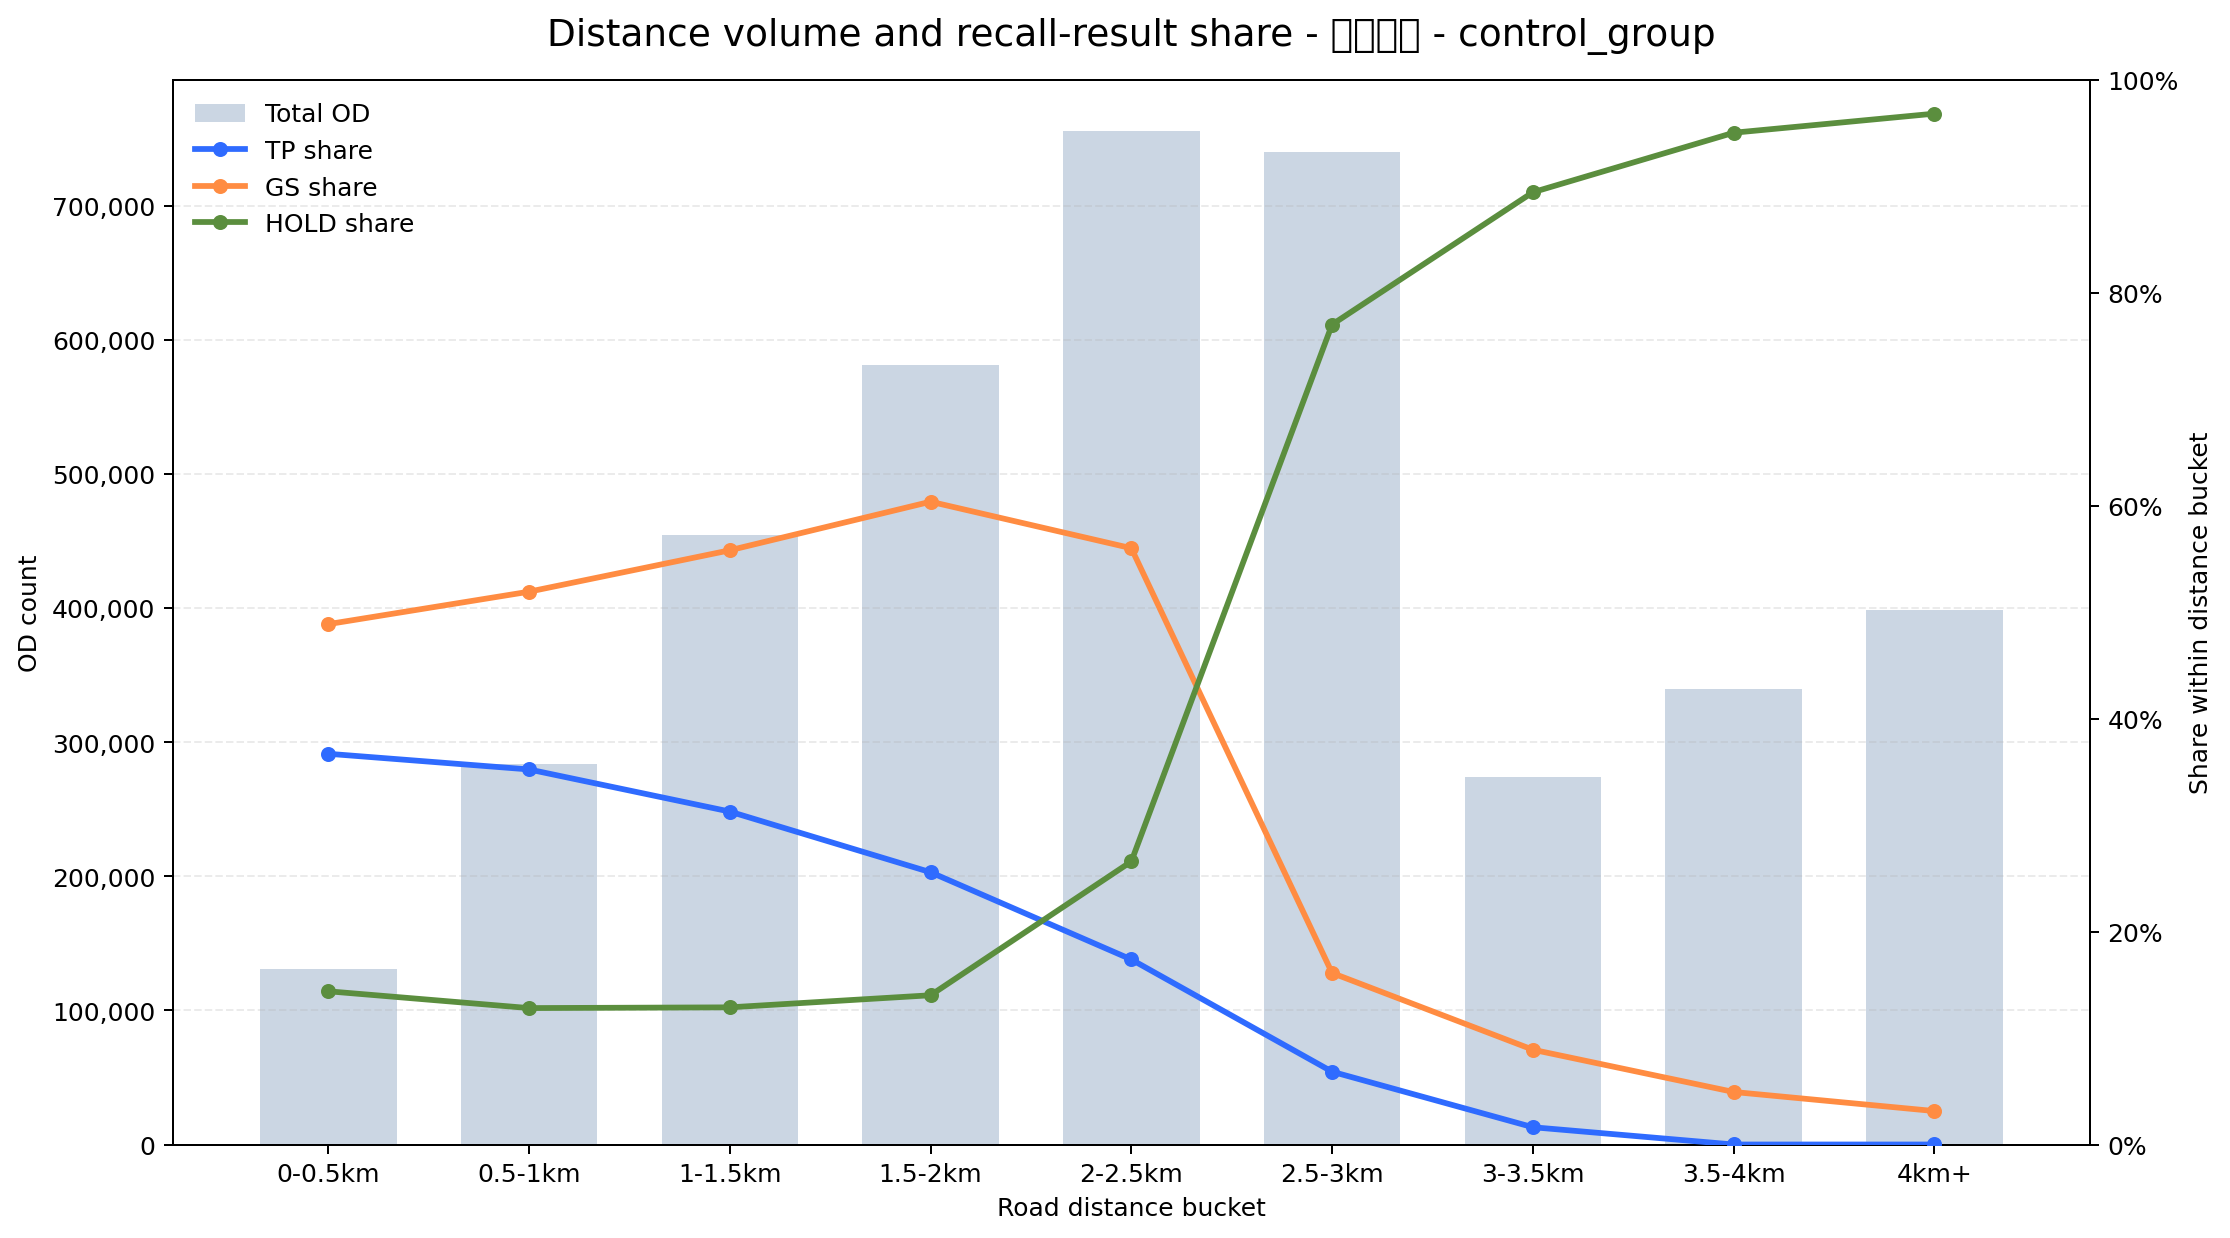 Distance volume and recall-result share - □□□□ - control_group
Total OD
TP share
GS share
HOLD share
OD count
700,000
600,000
500,000
400,000
300,000
200,000
100,000
0
100%
80%
60%
40%
20%
0%
Share within distance bucket
0-0.5km
0.5-1km
1-1.5km
1.5-2km
2-2.5km
2.5-3km
3-3.5km
3.5-4km
4km+
Road distance bucket